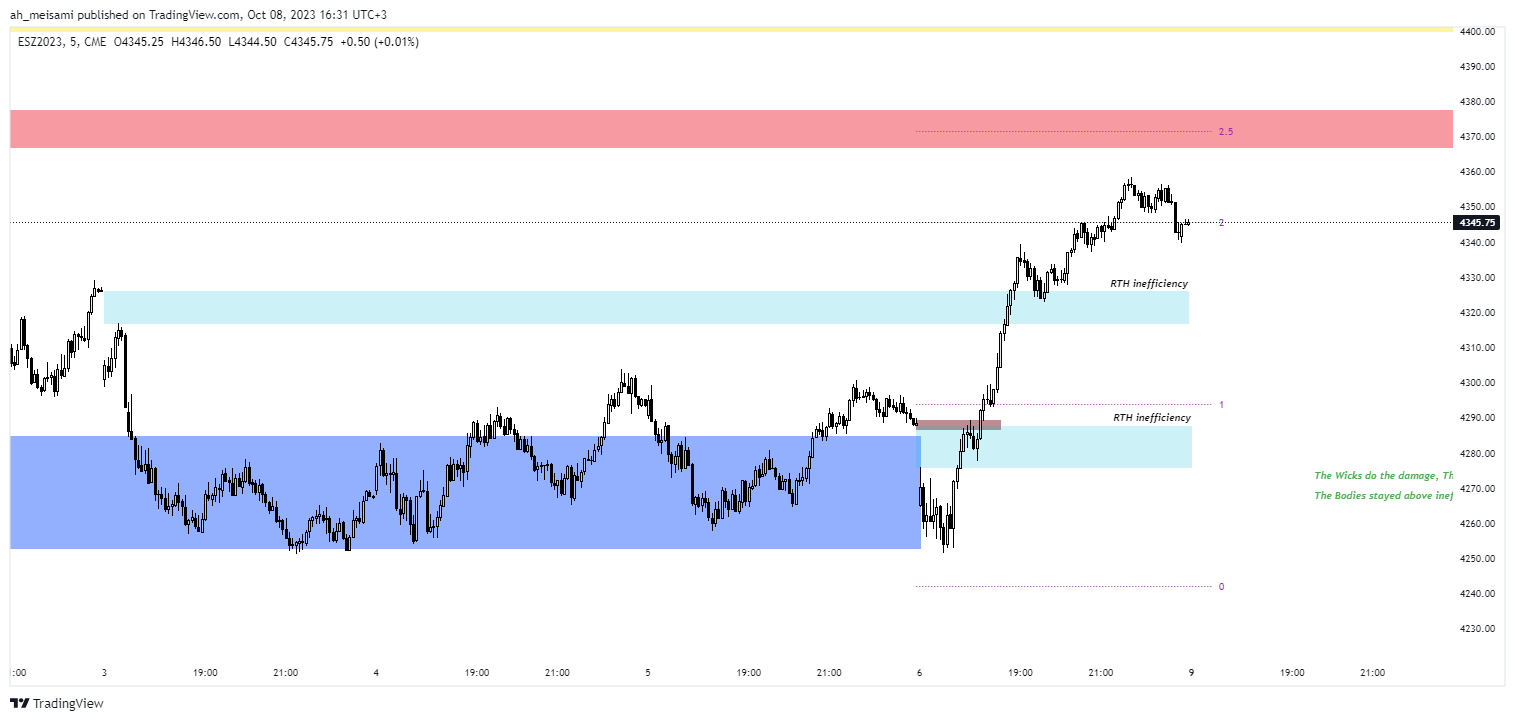 ah_meisami published on TradingView.com, Oct 08, 2023 16:31 UTC+3
ESZ2023, 5, CME O4345.25 H4346.50 L4344.50 C4345.75 +0.50 (+0.01%)
4400.00
4390.00
4380.00
2.5
4370.00
4360.00
4350.00
2
4345.75
4340.00
RTH inefficiency
4330.00
4320.00
4310.00
4300.00
1
RTH inefficiency
4290.00
4280.00
The Wicks do the damage, Th
4270.00
The Bodies stayed above inef
4260.00
4250.00
0
4240.00
4230.00
:00 3 19:00 21:00 4 19:00 21:00 5 19:00 21:00 6 19:00 21:00 9 19:00 21:00
TradingView